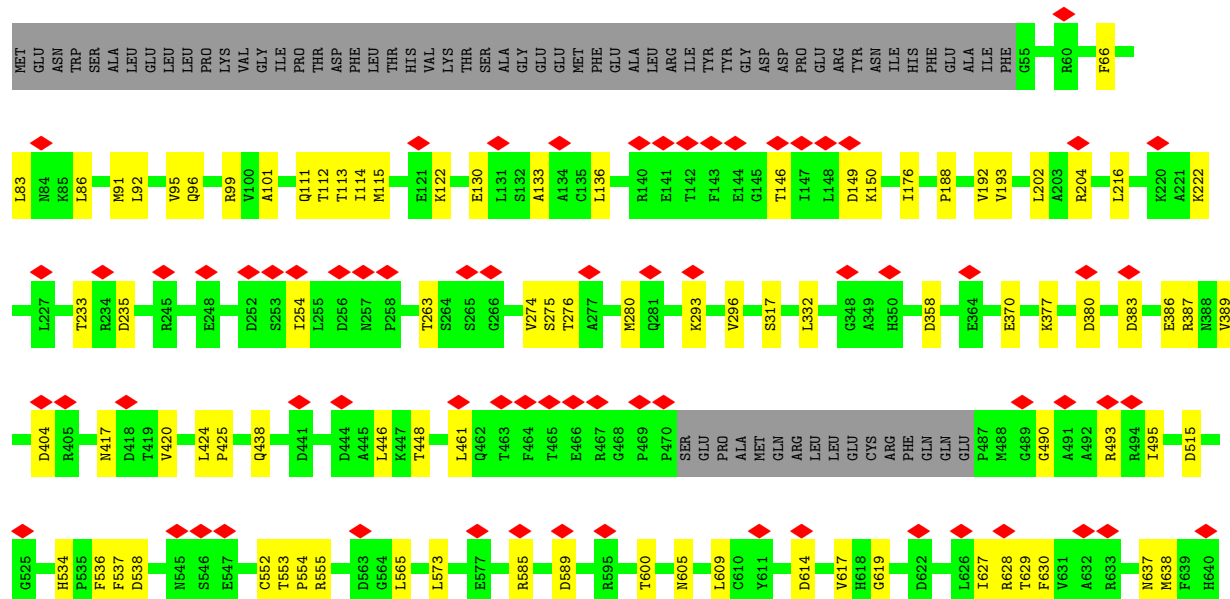 MET GLU ASN TRP SER ALA LEU GLU LEU LEU PRO LYS VAL GLY ILE PRO THR ASP PHE LEU THR HIS VAL LYS THR SER ALA GLY GLU GLU MET PHE GLU ALA LEU ARG ILE TYR TYR GLY ASP ASP PRO GLU ARG TYR ASN ILE HIS PHE GLU ALA ILE PHE G55 R60 F66
L83 N84 K85 L86 M91 L92 V95 Q96 R99 V100 A101 Q111 T112 T113 I114 M115 E121 K122 E130 L131 S132 A133 A134 C135 L136 R140 E141 T142 F143 E144 G145 T146 I147 L148 D149 K150 I176 P188 V192 V193 L202 A203 R204 L216 K220 A221 K222
L227 T233 R234 D235 R245 E248 D252 S253 I254 L255 D256 N257 P258 T263 S264 S265 G266 V274 S275 T276 A277 M280 Q281 K293 V296 S317 L332 G348 A349 H350 D358 E364 E370 K377 D380 D383 E386 R387 N388 V389
D404 R405 N417 D418 T419 V420 L424 P425 Q438 D441 D444 A445 L446 K447 T448 L461 Q462 T463 F464 T465 E466 R467 G468 P469 P470 SER GLU PRO ALA MET GLN ARG LEU LEU GLU CYS ARG PHE GLN GLN GLU P487 M488 G489 G490 A491 A492 R493 R494 I495 D515
G525 H534 P535 F536 F537 D538 N545 S546 E547 C552 T553 P554 R555 D563 G564 L565 L573 E577 R585 D589 R595 T600 N605 L609 C610 Y611 D614 V617 H618 G619 D622 L626 I627 R628 T629 F630 V631 A632 R633 N637 M638 F639 H640